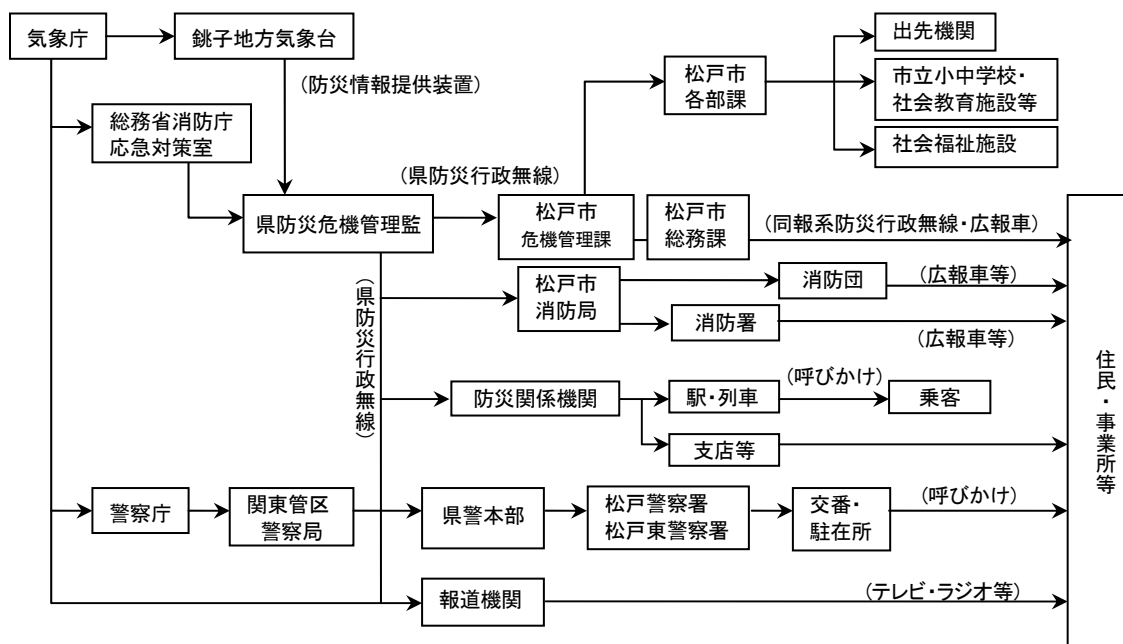 気象庁
銚子地方気象台
出先機関
(防災情報提供装置)
松戸市
各部課
市立小中学校・
社会教育施設等
総務省消防庁
応急対策室
社会福祉施設
(県防災行政無線)
県防災危機管理監
松戸市
危機管理課
松戸市
総務課
(同報系防災行政無線・広報車)
(県防災行政無線)
松戸市
消防局
消防団
(広報車等)
消防署
(広報車等)
住民・事業所等
防災関係機関
駅・列車
(呼びかけ)
乗客
支店等
警察庁
関東管区
警察局
県警本部
松戸警察署
松戸東警察署
交番・
駐在所
(呼びかけ)
報道機関
(テレビ・ラジオ等)